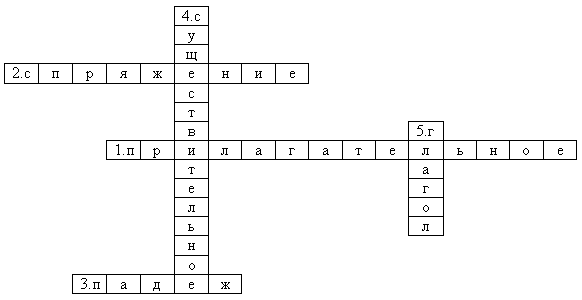 4.с
у
щ
2.с п р я ж е н и е
с
т
в 5.г
1.п р и л а г а т е л ь н о е
т а
е г
л о
ь л
н
о
3.п а д е ж